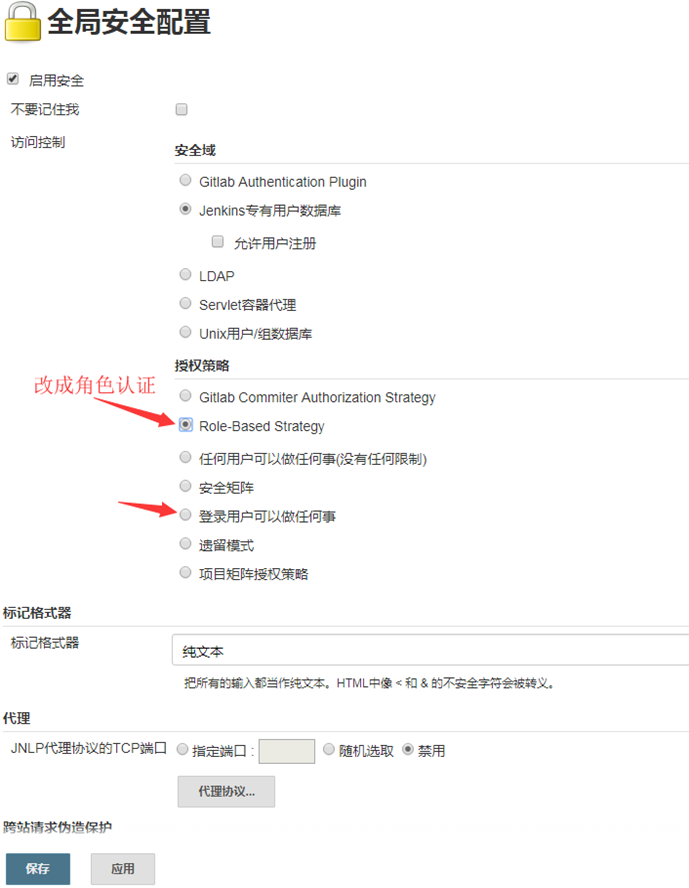 全局安全配置
启用安全
不要记住我
访问控制
安全域
Gitlab Authentication Plugin
Jenkins专有用户数据库
允许用户注册
LDAP
Servlet容器代理
Unix用户/组数据库
授权策略
改成角色认证
Gitlab Commiter Authorization Strategy
Role-Based Strategy
任何用户可以做任何事(没有任何限制)
安全矩阵
登录用户可以做任何事
遗留模式
项目矩阵授权策略
标记格式器
标记格式器
纯文本
把所有的输入都当作纯文本。HTML中像 < 和 & 的不安全字符会被转义。
代理
JNLP代理协议的TCP端口 指定端口 : 随机选取 禁用
代理协议...
跨站请求伪造保护
保存 应用